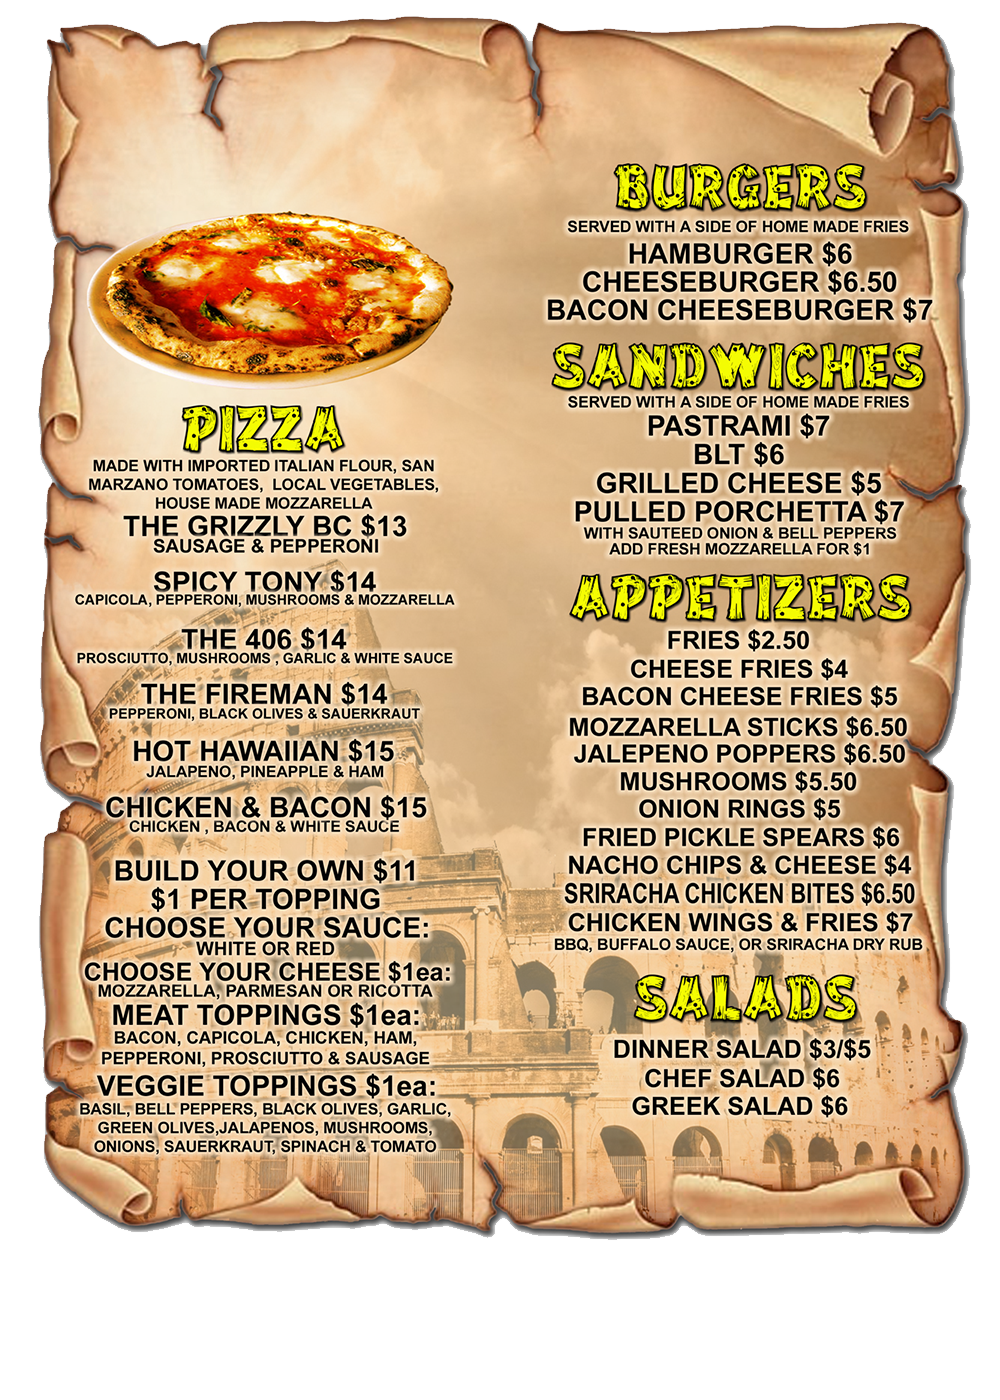 PIZZA
MADE WITH IMPORTED ITALIAN FLOUR, SAN
MARZANO TOMATOES,  LOCAL VEGETABLES,
HOUSE MADE MOZZARELLA
THE GRIZZLY BC $13
SAUSAGE & PEPPERONI
SPICY TONY $14
CAPICOLA, PEPPERONI, MUSHROOMS & MOZZARELLA
THE 406 $14
PROSCIUTTO, MUSHROOMS , GARLIC & WHITE SAUCE
THE FIREMAN $14
PEPPERONI, BLACK OLIVES & SAUERKRAUT
HOT HAWAIIAN $15
JALAPENO, PINEAPPLE & HAM
CHICKEN & BACON $15
CHICKEN , BACON & WHITE SAUCE
BUILD YOUR OWN $11
$1 PER TOPPING
CHOOSE YOUR SAUCE:
WHITE OR RED
CHOOSE YOUR CHEESE $1ea:
MOZZARELLA, PARMESAN OR RICOTTA
MEAT TOPPINGS $1ea:
BACON, CAPICOLA, CHICKEN, HAM,
PEPPERONI, PROSCIUTTO & SAUSAGE
VEGGIE TOPPINGS $1ea:
BASIL, BELL PEPPERS, BLACK OLIVES, GARLIC,
GREEN OLIVES,JALAPENOS, MUSHROOMS,
ONIONS, SAUERKRAUT, SPINACH & TOMATO
BURGERS
SERVED WITH A SIDE OF HOME MADE FRIES
HAMBURGER $6
CHEESEBURGER $6.50
BACON CHEESEBURGER $7
SANDWICHES
SERVED WITH A SIDE OF HOME MADE FRIES
PASTRAMI $7
BLT $6
GRILLED CHEESE $5
PULLED PORCHETTA $7
WITH SAUTEED ONION & BELL PEPPERS
ADD FRESH MOZZARELLA FOR $1
APPETIZERS
FRIES $2.50
CHEESE FRIES $4
BACON CHEESE FRIES $5
MOZZARELLA STICKS $6.50
JALEPENO POPPERS $6.50
MUSHROOMS $5.50
ONION RINGS $5
FRIED PICKLE SPEARS $6
NACHO CHIPS & CHEESE $4
SRIRACHA CHICKEN BITES $6.50
CHICKEN WINGS & FRIES $7
BBQ, BUFFALO SAUCE, OR SRIRACHA DRY RUB
SALADS
DINNER SALAD $3/$5
CHEF SALAD $6
GREEK SALAD $6